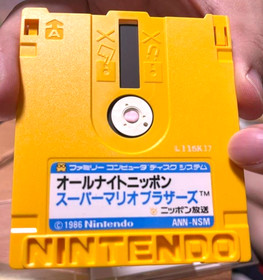 A
ファミリー コンピュータ ディスク システム
オールナイトニッポン
スーパーマリオブラザーズ™
ニッポン放送
©1986 Nintendo ANN-NSM
NINTENDO